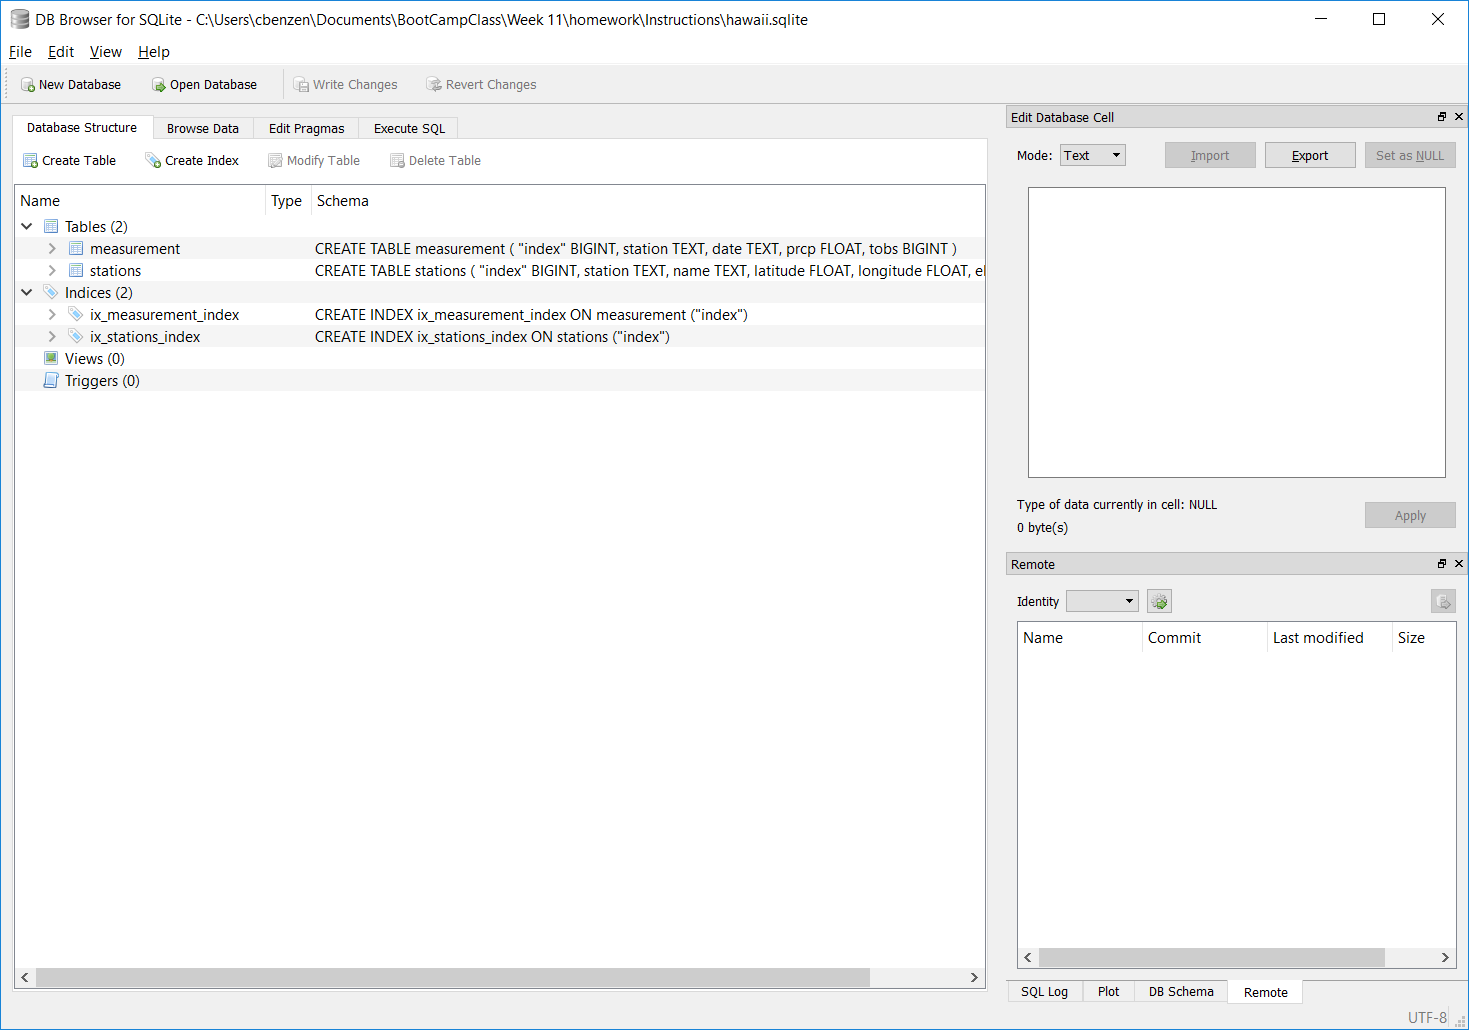 DB Browser for SQLite - C:\Users\cbenzen\Documents\BootCampClass\Week 11\homework\Instructions\hawaii.sqlite
File Edit View Help
New Database Open Database Write Changes Revert Changes
Database Structure Browse Data Edit Pragmas Execute SQL
Create Table Create Index Modify Table Delete Table
Name Type Schema
Tables (2)
measurement CREATE TABLE measurement ( "index" BIGINT, station TEXT, date TEXT, prcp FLOAT, tobs BIGINT )
stations CREATE TABLE stations ( "index" BIGINT, station TEXT, name TEXT, latitude FLOAT, longitude FLOAT, el
Indices (2)
ix_measurement_index CREATE INDEX ix_measurement_index ON measurement ("index")
ix_stations_index CREATE INDEX ix_stations_index ON stations ("index")
Views (0)
Triggers (0)
Edit Database Cell
Mode: Text Import Export Set as NULL
Type of data currently in cell: NULL
0 byte(s)
Apply
Remote
Identity
Name Commit Last modified Size
SQL Log Plot DB Schema Remote
UTF-8